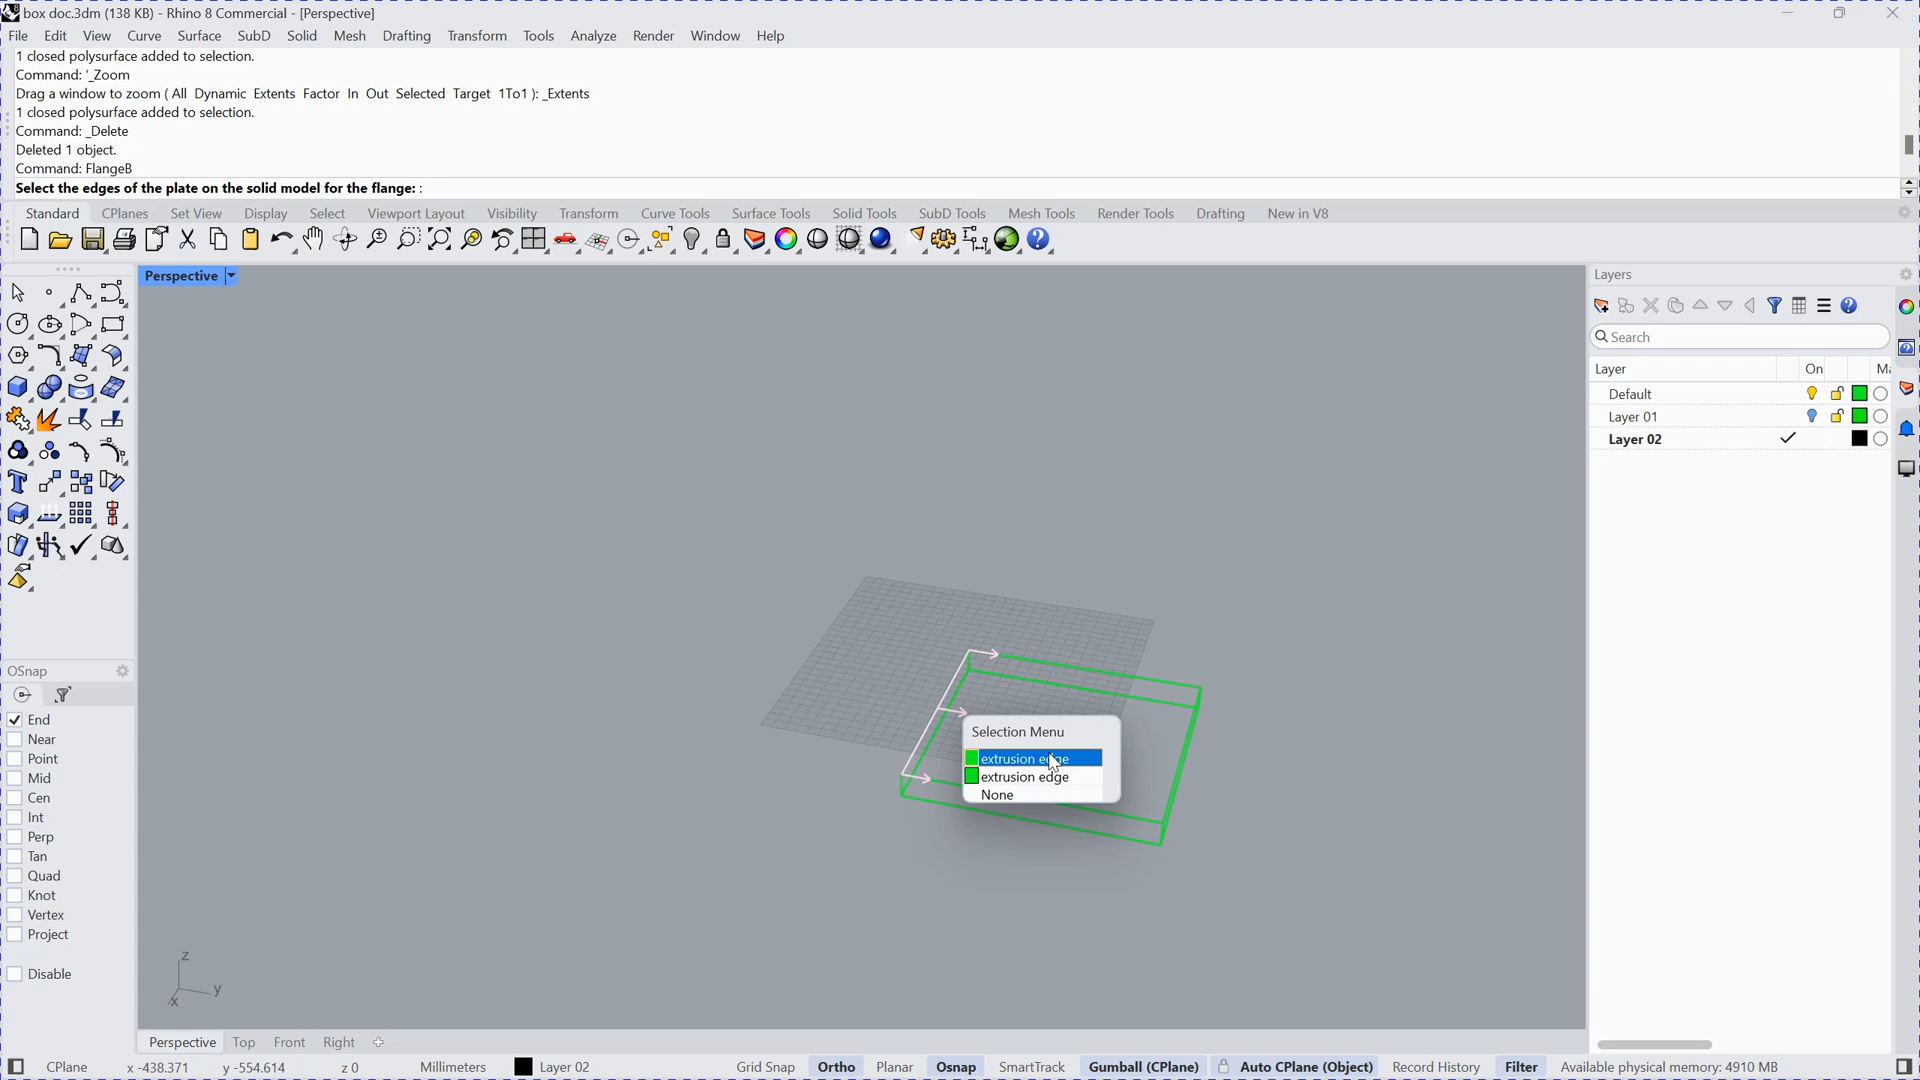 box doc.3dm (138 KB) - Rhino 8 Commercial - [Perspective]
File Edit View Curve Surface SubD Solid Mesh Drafting Transform Tools Analyze Render Window Help
1 closed polysurface added to selection.
Command: '_Zoom
Drag a window to zoom ( All Dynamic Extents Factor In Out Selected Target 1To1 ): _Extents
1 closed polysurface added to selection.
Command: _Delete
Deleted 1 object.
Command: FlangeB
Select the edges of the plate on the solid model for the flange: :
Standard CPlanes Set View Display Select Viewport Layout Visibility Transform Curve Tools Surface Tools Solid Tools SubD Tools Mesh Tools Render Tools Drafting New in V8
Perspective
Layers
Search
Layer On Ma
Default
Layer 01
Layer 02
OSnap
End
Near
Point
Mid
Cen
Int
Perp
Tan
Quad
Knot
Vertex
Project
Disable
Selection Menu
extrusion edge
extrusion edge
None
z
y
x
Perspective Top Front Right
CPlane x -438.371 y -554.614 z 0 Millimeters Layer 02 Grid Snap Ortho Planar Osnap SmartTrack Gumball (CPlane) Auto CPlane (Object) Record History Filter Available physical memory: 4910 MB